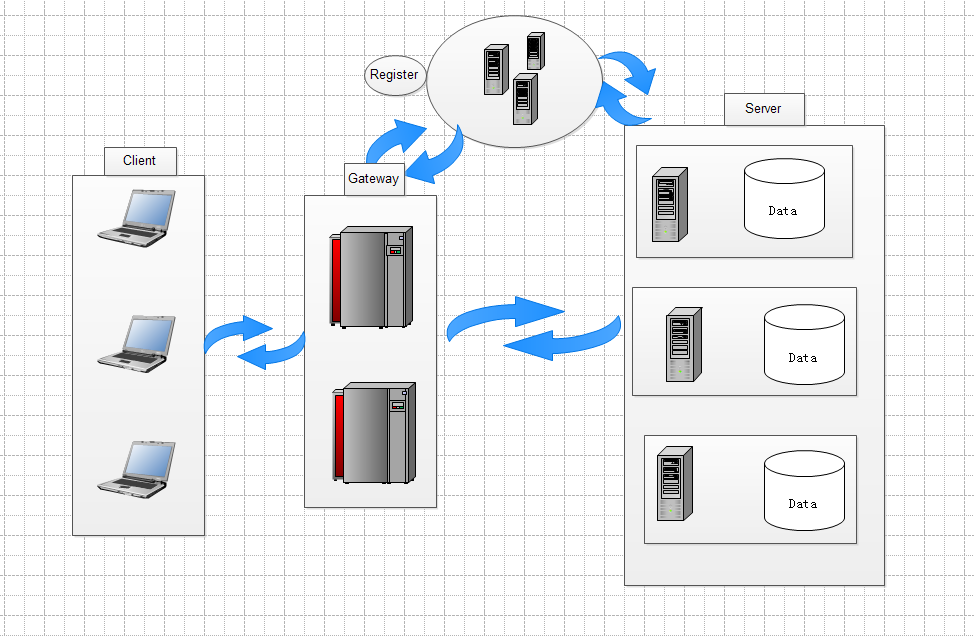 Register
Server
Client
Gateway
Data
Data
Data